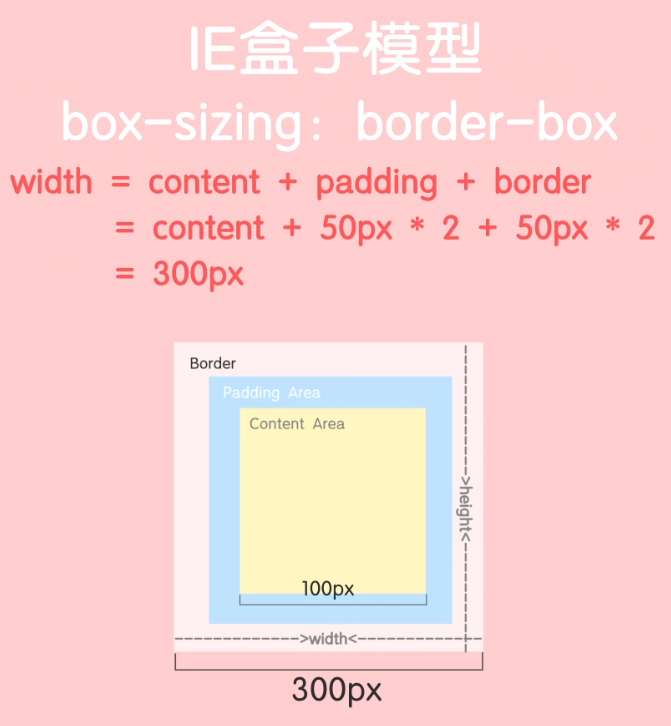 IE盒子模型
box-sizing: border-box
width = content + padding + border
= content + 50px * 2 + 50px * 2
= 300px
Border
Padding Area
Content Area
>height<
100px
>width<
300px